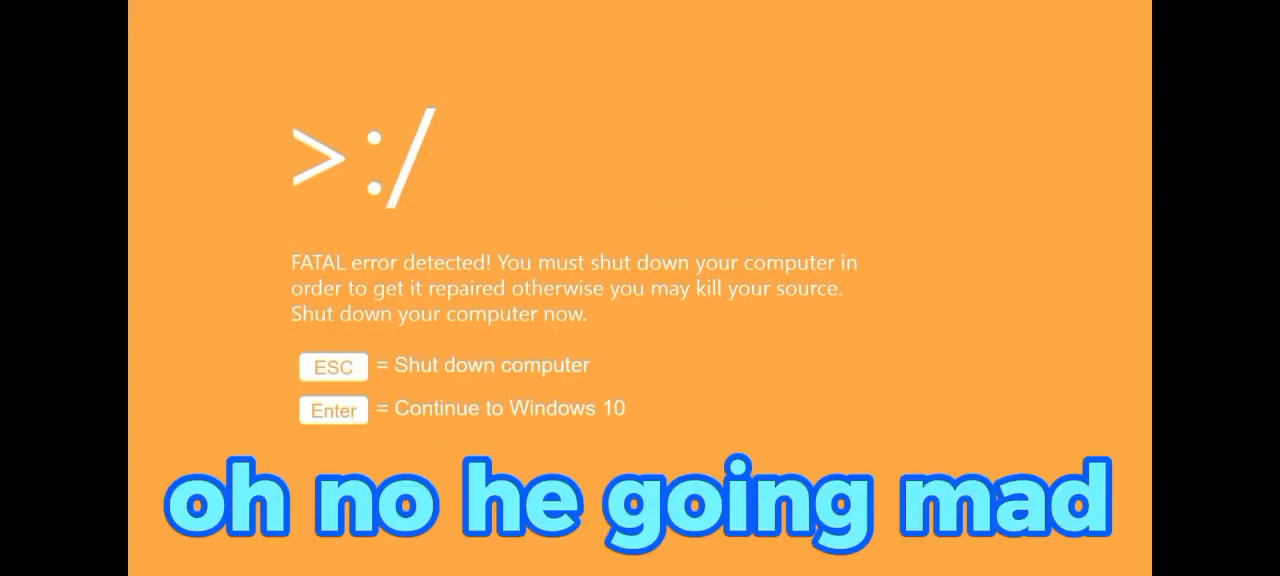 >:/
FATAL error detected! You must shut down your computer in
order to get it repaired otherwise you may kill your source.
Shut down your computer now.
ESC = Shut down computer
Enter = Continue to Windows 10
oh no he going mad